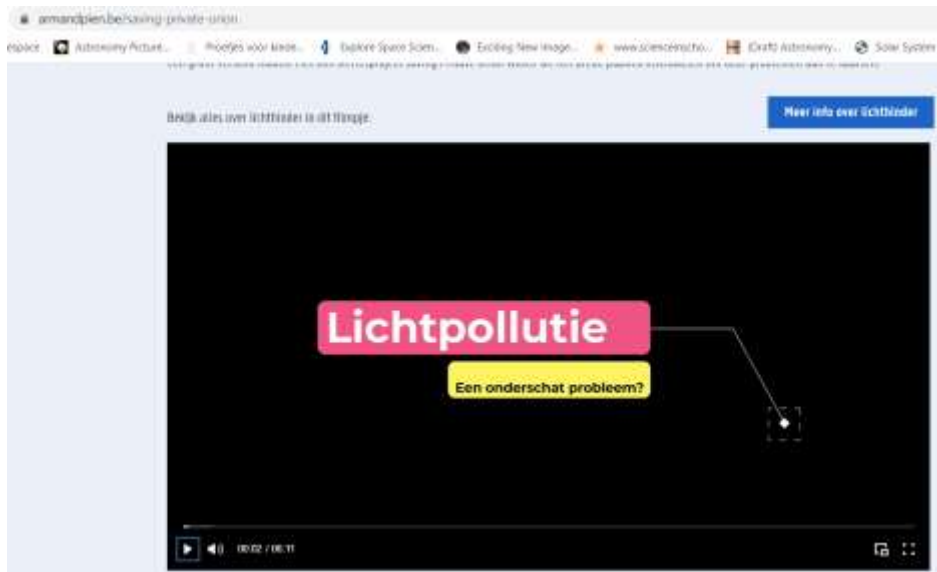 armandpien.be/saving-private-orion
espace Astronomy Picture... Proefjes voor kinde... Explore Space Scien... Exciting New Image... www.scienceinscho... (Draft) Astronomy... Solar System
Bekijk alles over lichthinder in dit filmpje.
Meer info over lichthinder
Lichtpollutie
Een onderschat probleem?
00:02 / 06:11